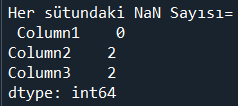 Her sütundaki NaN Sayısı=
 Column1    0
Column2    2
Column3    2
dtype: int64